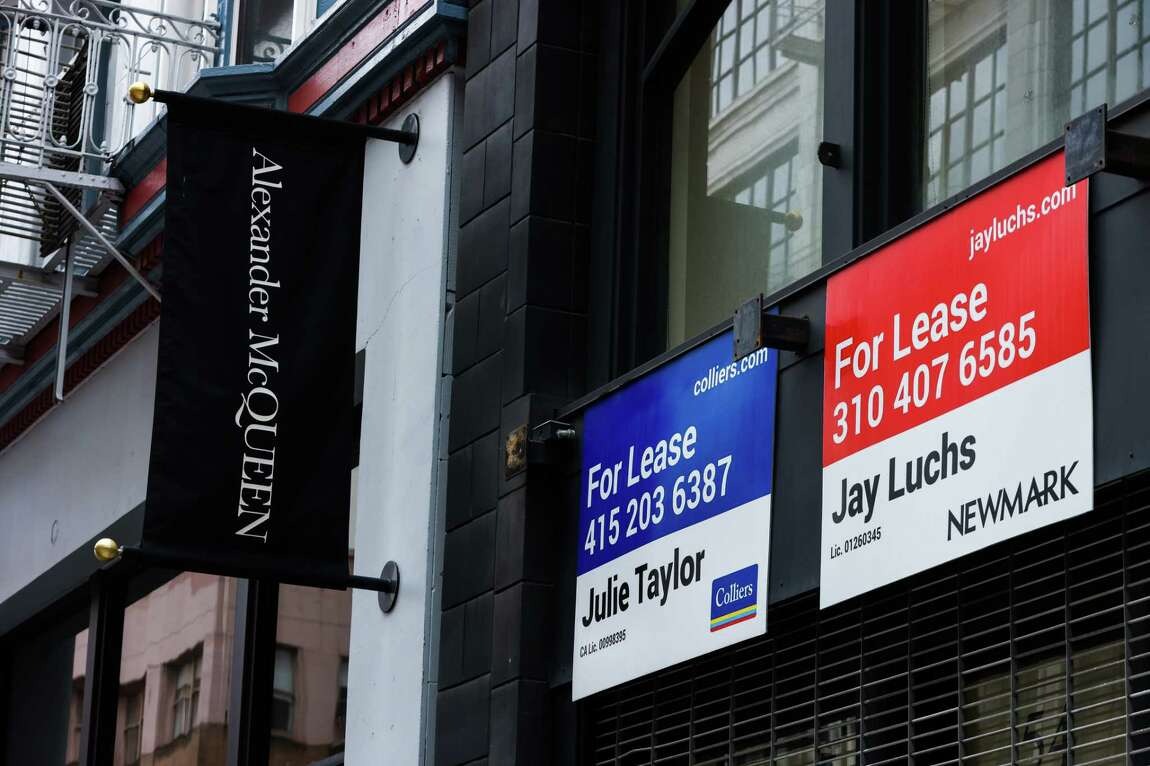 Alexander McQUEEN
colliers.com
For Lease
415 203 6387
Julie Taylor
CA Lic. 00998395
Colliers
jayluchs.com
For Lease
310 407 6585
Jay Luchs
Lic. 01260345
NEWMARK